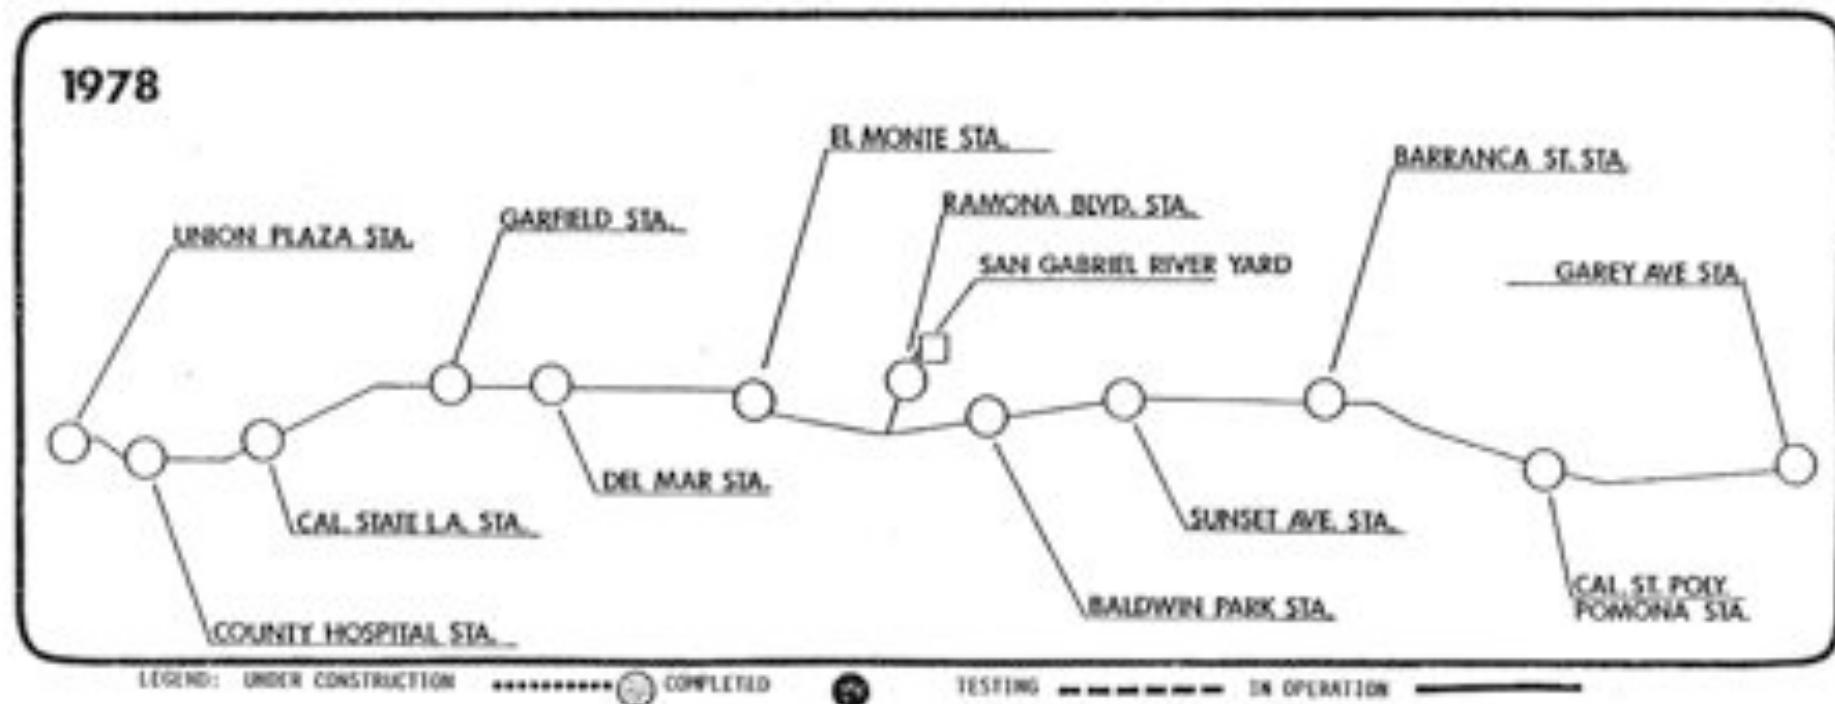 1978
EL MONTE STA.
BARRANCA ST. STA.
RAMONA BLVD. STA.
GARFIELD STA.
UNION PLAZA STA.
SAN GABRIEL RIVER YARD
GAREY AVE STA.
DEL MAR STA.
CAL. STATE L.A. STA.
SUNSET AVE. STA.
CAL. ST. POLY.
POMONA STA.
BALDWIN PARK STA.
COUNTY HOSPITAL STA.
LEGEND: UNDER CONSTRUCTION COMPLETED TESTING IN OPERATION